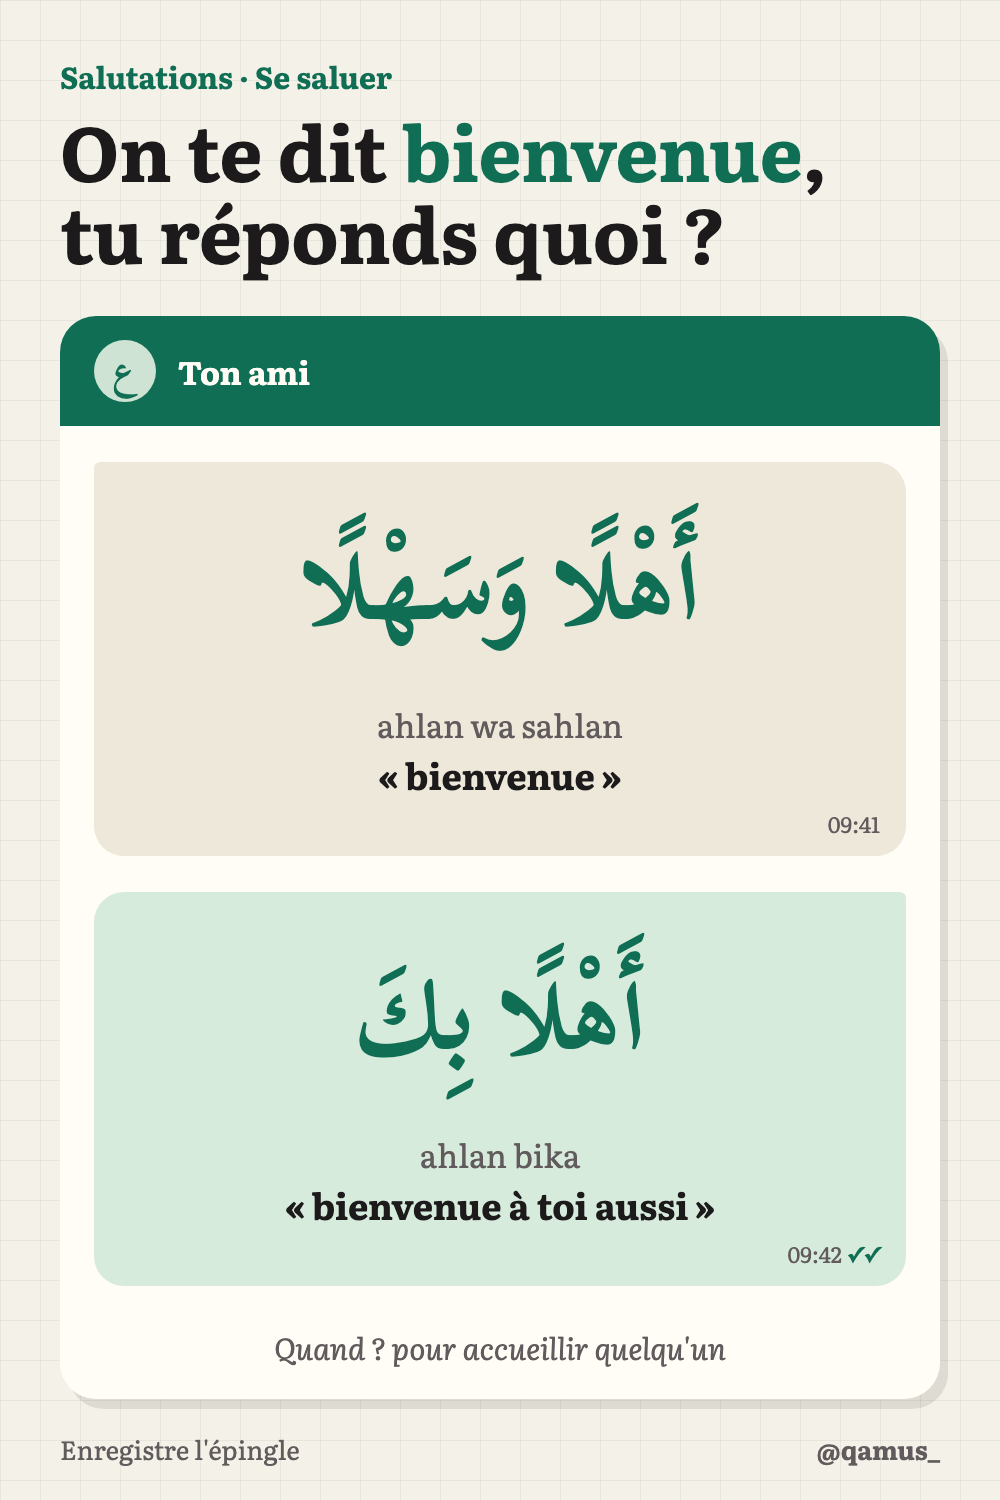 Salutations · Se saluer
On te dit bienvenue,
tu réponds quoi ?
ع
Ton ami
أَهْلًا وَسَهْلًا
ahlan wa sahlan
« bienvenue »
09:41
أَهْلًا بِكَ
ahlan bika
« bienvenue à toi aussi »
09:42 ✓✓
Quand ? pour accueillir quelqu'un
Enregistre l'épingle
@qamus_